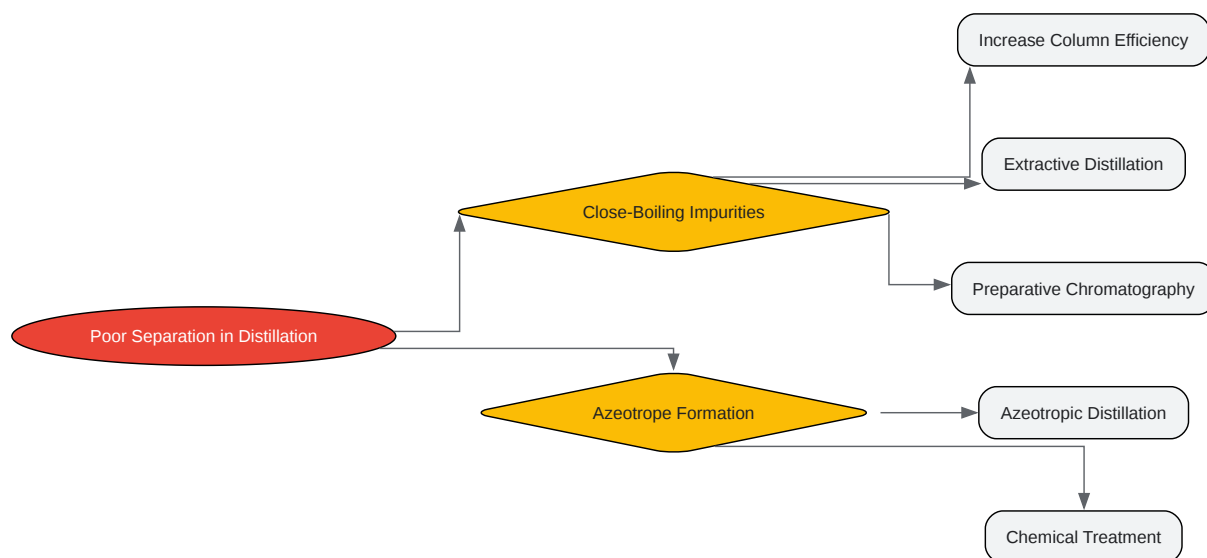 Increase Column Efficiency
Extractive Distillation
Close-Boiling Impurities
Preparative Chromatography
Poor Separation in Distillation
Azeotrope Formation
Azeotropic Distillation
Chemical Treatment